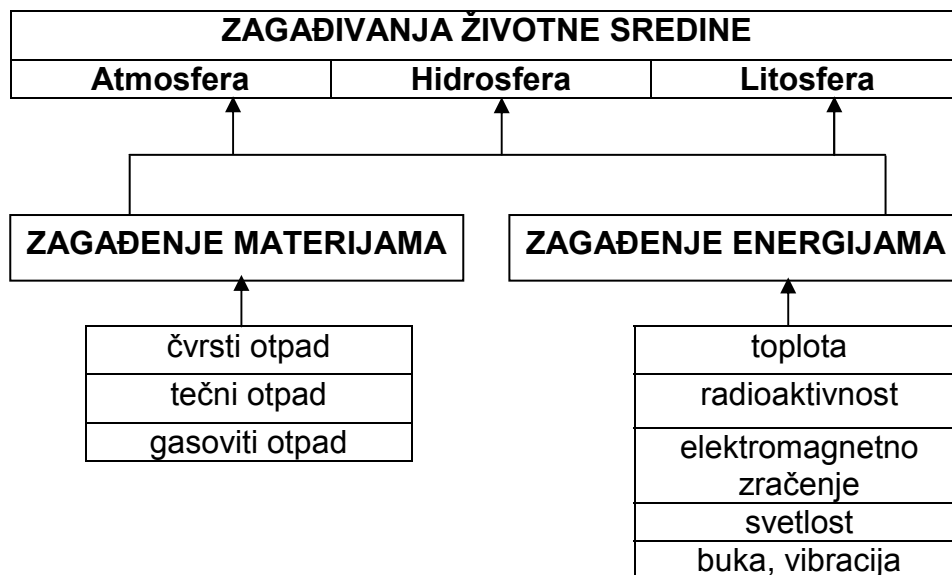 ZAGAĐIVANJA ŽIVOTNE SREDINE
Atmosfera Hidrosfera Litosfera
ZAGAĐENJE MATERIJAMA
ZAGAĐENJE ENERGIJAMA
čvrsti otpad
tečni otpad
gasoviti otpad
toplota
radioaktivnost
elektromagnetno
zračenje
svetlost
buka, vibracija